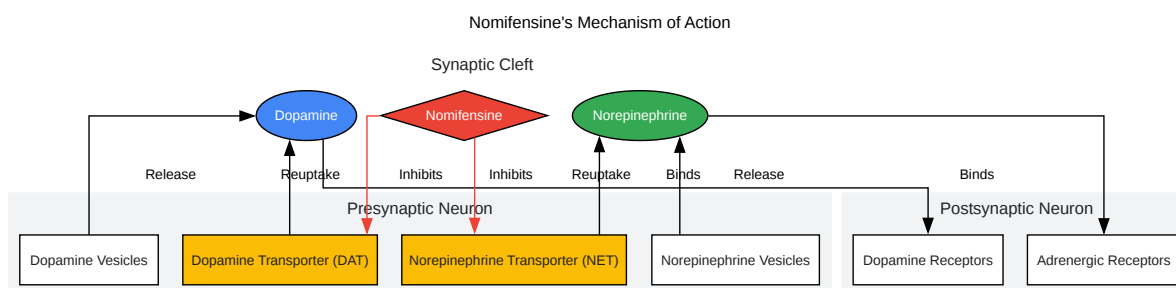 Nomifensine's Mechanism of Action
Synaptic Cleft
Dopamine
Nomifensine
Norepinephrine
Release
Reuptake
Inhibits
Inhibits
Reuptake
Binds
Release
Binds
Presynaptic Neuron
Postsynaptic Neuron
Dopamine Vesicles
Dopamine Transporter (DAT)
Norepinephrine Transporter (NET)
Norepinephrine Vesicles
Dopamine Receptors
Adrenergic Receptors